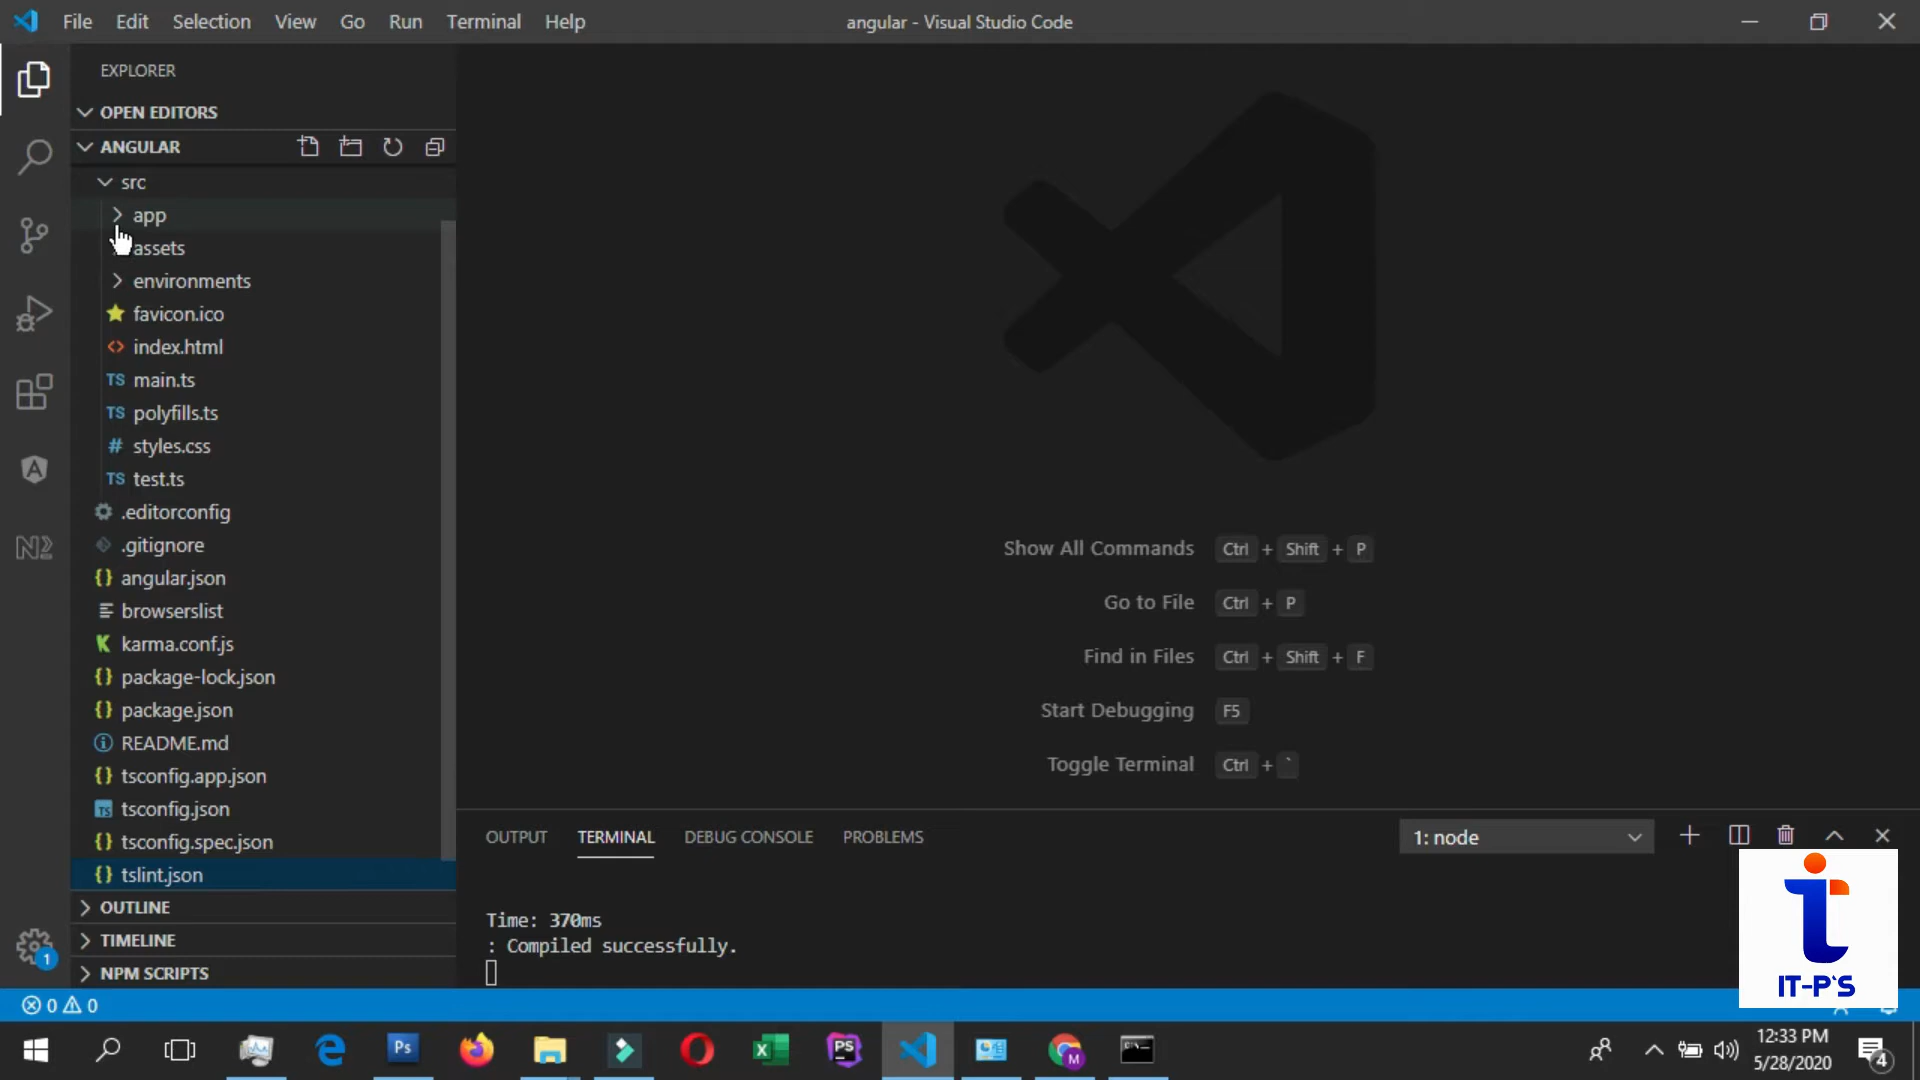 File Edit Selection View Go Run Terminal Help
angular - Visual Studio Code
EXPLORER
OPEN EDITORS
ANGULAR
src
app
assets
environments
favicon.ico
<> index.html
TS main.ts
TS polyfills.ts
# styles.css
TS test.ts
.editorconfig
.gitignore
{} angular.json
browserslist
karma.conf.js
{} package-lock.json
{} package.json
README.md
{} tsconfig.app.json
TS tsconfig.json
{} tsconfig.spec.json
{} tslint.json
OUTLINE
TIMELINE
NPM SCRIPTS
1
Show All Commands Ctrl + Shift + P
Go to File Ctrl + P
Find in Files Ctrl + Shift + F
Start Debugging F5
Toggle Terminal Ctrl + `
OUTPUT TERMINAL DEBUG CONSOLE PROBLEMS
1: node
Time: 370ms
: Compiled successfully.
IT-P'S
0 0
Ps
PS
M
12:33 PM
5/28/2020
4